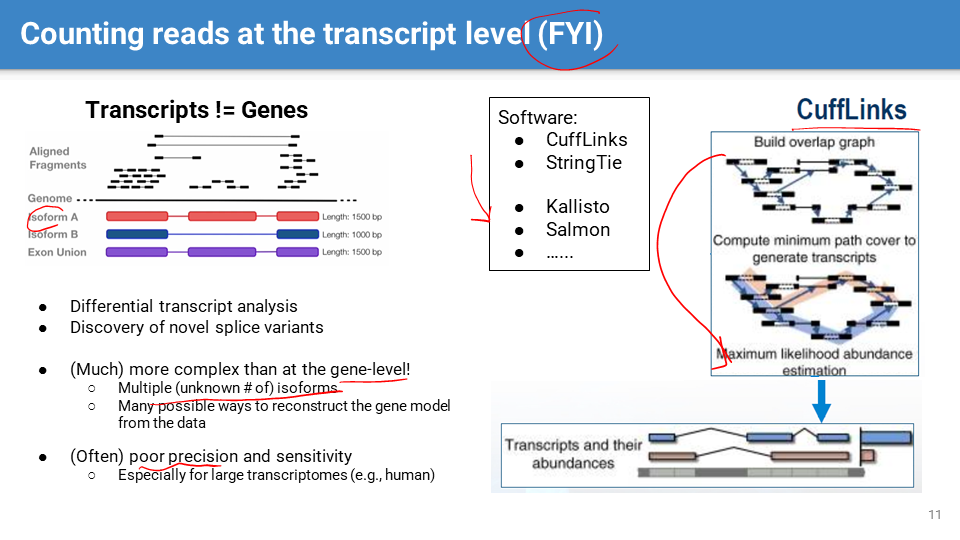 Counting reads at the transcript level (FYI)
Transcripts != Genes
Aligned
Fragments
Genome
Isoform A
Length: 1500 bp
Isoform B
Length: 1000 bp
Exon Union
Length: 1500 bp
● Differential transcript analysis
● Discovery of novel splice variants
● (Much) more complex than at the gene-level!
○ Multiple (unknown # of) isoforms
○ Many possible ways to reconstruct the gene model
from the data
● (Often) poor precision and sensitivity
○ Especially for large transcriptomes (e.g., human)
Software:
● CuffLinks
● StringTie
● Kallisto
● Salmon
● ......
CuffLinks
Build overlap graph
Compute minimum path cover to
generate transcripts
Maximum likelihood abundance
estimation
Transcripts and their
abundances
11